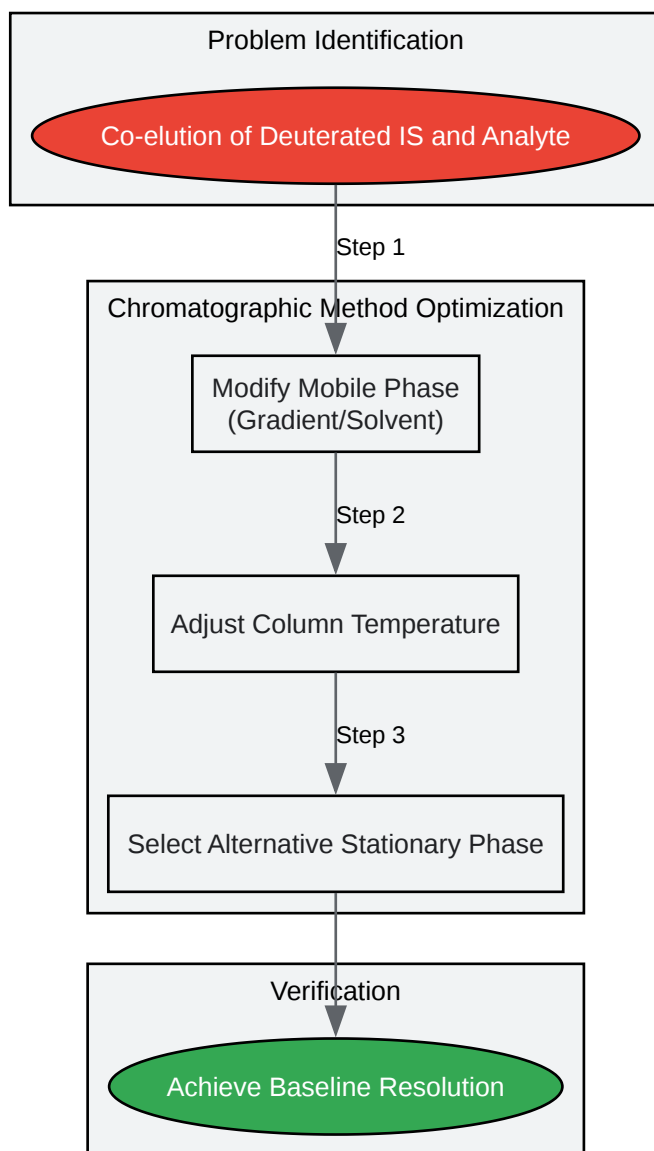 Problem Identification
Co-elution of Deuterated IS and Analyte
Step 1
Chromatographic Method Optimization
Modify Mobile Phase
(Gradient/Solvent)
Step 2
Adjust Column Temperature
Step 3
Select Alternative Stationary Phase
Verification
Achieve Baseline Resolution